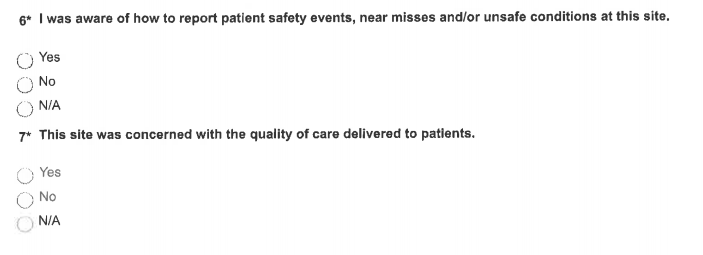 6* I was aware of how to report patient safety events, near misses and/or unsafe conditions at this site.
Yes
No
N/A
7* This site was concerned with the quality of care delivered to patients.
Yes
No
N/A